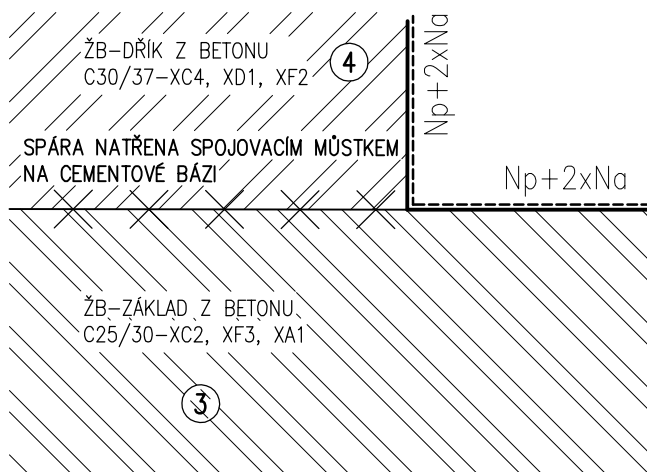 ŽB-DŘÍK Z BETONU
C30/37-XC4, XD1, XF2
4
Np+2xNa
SPÁRA NATŘENA SPOJOVACÍM MŮSTKEM
NA CEMENTOVÉ BÁZI
Np+2xNa
ŽB-ZÁKLAD Z BETONU
C25/30-XC2, XF3, XA1
3